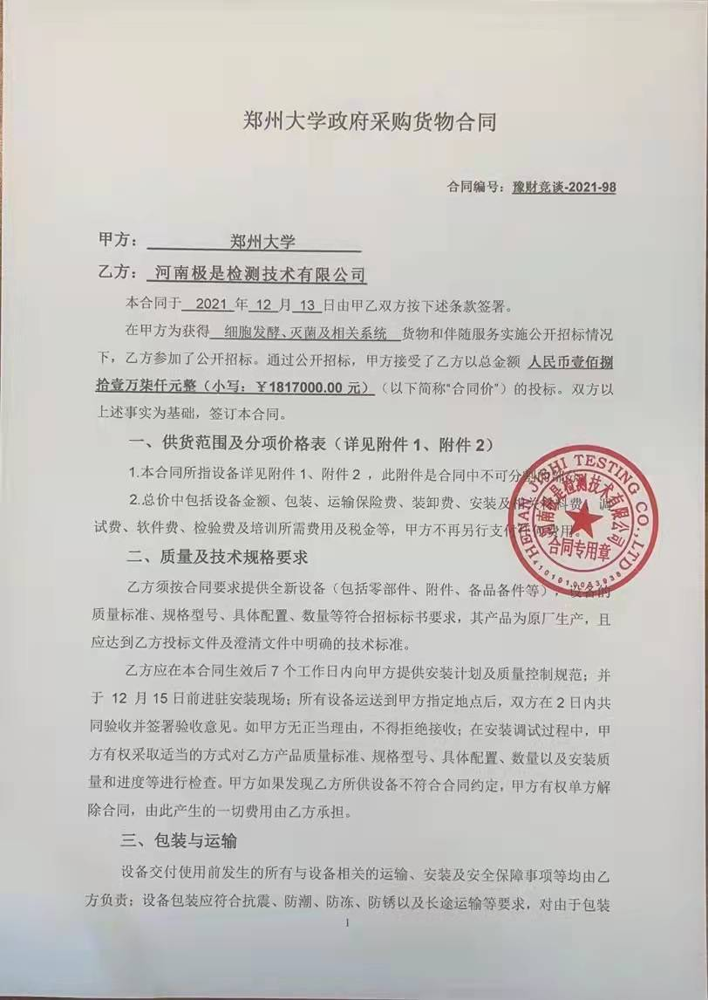 郑州大学政府采购货物合同
合同编号：豫财竞谈-2021-98
甲方：郑州大学
乙方：河南极是检测技术有限公司
本合同于 2021 年 12 月 13 日由甲乙双方按下述条款签署。
在甲方为获得 细胞发酵、灭菌及相关系统 货物和伴随服务实施公开招标情况
下，乙方参加了公开招标。通过公开招标，甲方接受了乙方以总金额 人民币壹佰捌
拾壹万柒仟元整（小写：￥1817000.00 元）（以下简称“合同价”）的投标。双方以
上述事实为基础，签订本合同。
一、供货范围及分项价格表（详见附件 1、附件 2）
1.本合同所指设备详见附件 1、附件 2 ，此附件是合同中不可分割的部分。
2.总价中包括设备金额、包装、运输保险费、装卸费、安装及相关材料费、调
试费、软件费、检验费及培训所需费用及税金等，甲方不再另行支付任何费用。
二、质量及技术规格要求
乙方须按合同要求提供全新设备（包括零部件、附件、备品备件等），设备的
质量标准、规格型号、具体配置、数量等符合招标标书要求，其产品为原厂生产，且
应达到乙方投标文件及澄清文件中明确的技术标准。
乙方应在本合同生效后 7 个工作日内向甲方提供安装计划及质量控制规范；并
于 12 月 15 日前进驻安装现场；所有设备运送到甲方指定地点后，双方在 2 日内共
同验收并签署验收意见。如甲方无正当理由，不得拒绝接收；在安装调试过程中，甲
方有权采取适当的方式对乙方产品质量标准、规格型号、具体配置、数量以及安装质
量和进度等进行检查。甲方如果发现乙方所供设备不符合合同约定，甲方有权单方解
除合同，由此产生的一切费用由乙方承担。
三、包装与运输
设备交付使用前发生的所有与设备相关的运输、安装及安全保障事项等均由乙
方负责；设备包装应符合抗震、防潮、防冻、防锈以及长途运输等要求，对由于包装
1
HENAN JISHI TESTING CO.,LTD
河南极是检测技术有限公司
合同专用章
4101910053938